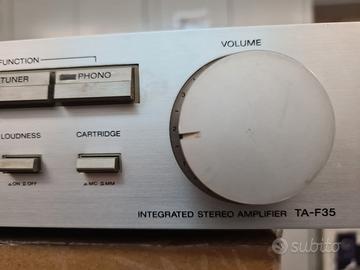 FUNCTION
VOLUME
TUNER
PHONO
LOUDNESS
CARTRIDGE
ON OFF
MC MM
INTEGRATED STEREO AMPLIFIER TA-F35
subito